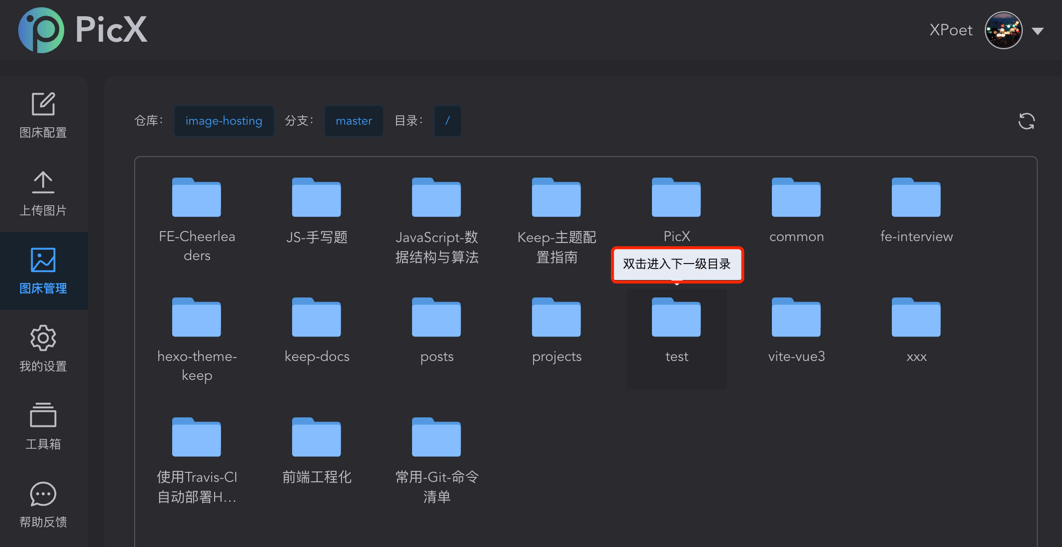 PicX
XPoet
图床配置
上传图片
图床管理
我的设置
工具箱
帮助反馈
仓库： image-hosting 分支： master 目录： /
FE-Cheerlea
ders
JS-手写题
JavaScript-数
据结构与算法
Keep-主题配
置指南
PicX
common
fe-interview
双击进入下一级目录
hexo-theme-
keep
keep-docs
posts
projects
test
vite-vue3
xxx
使用Travis-CI
自动部署H...
前端工程化
常用-Git-命令
清单